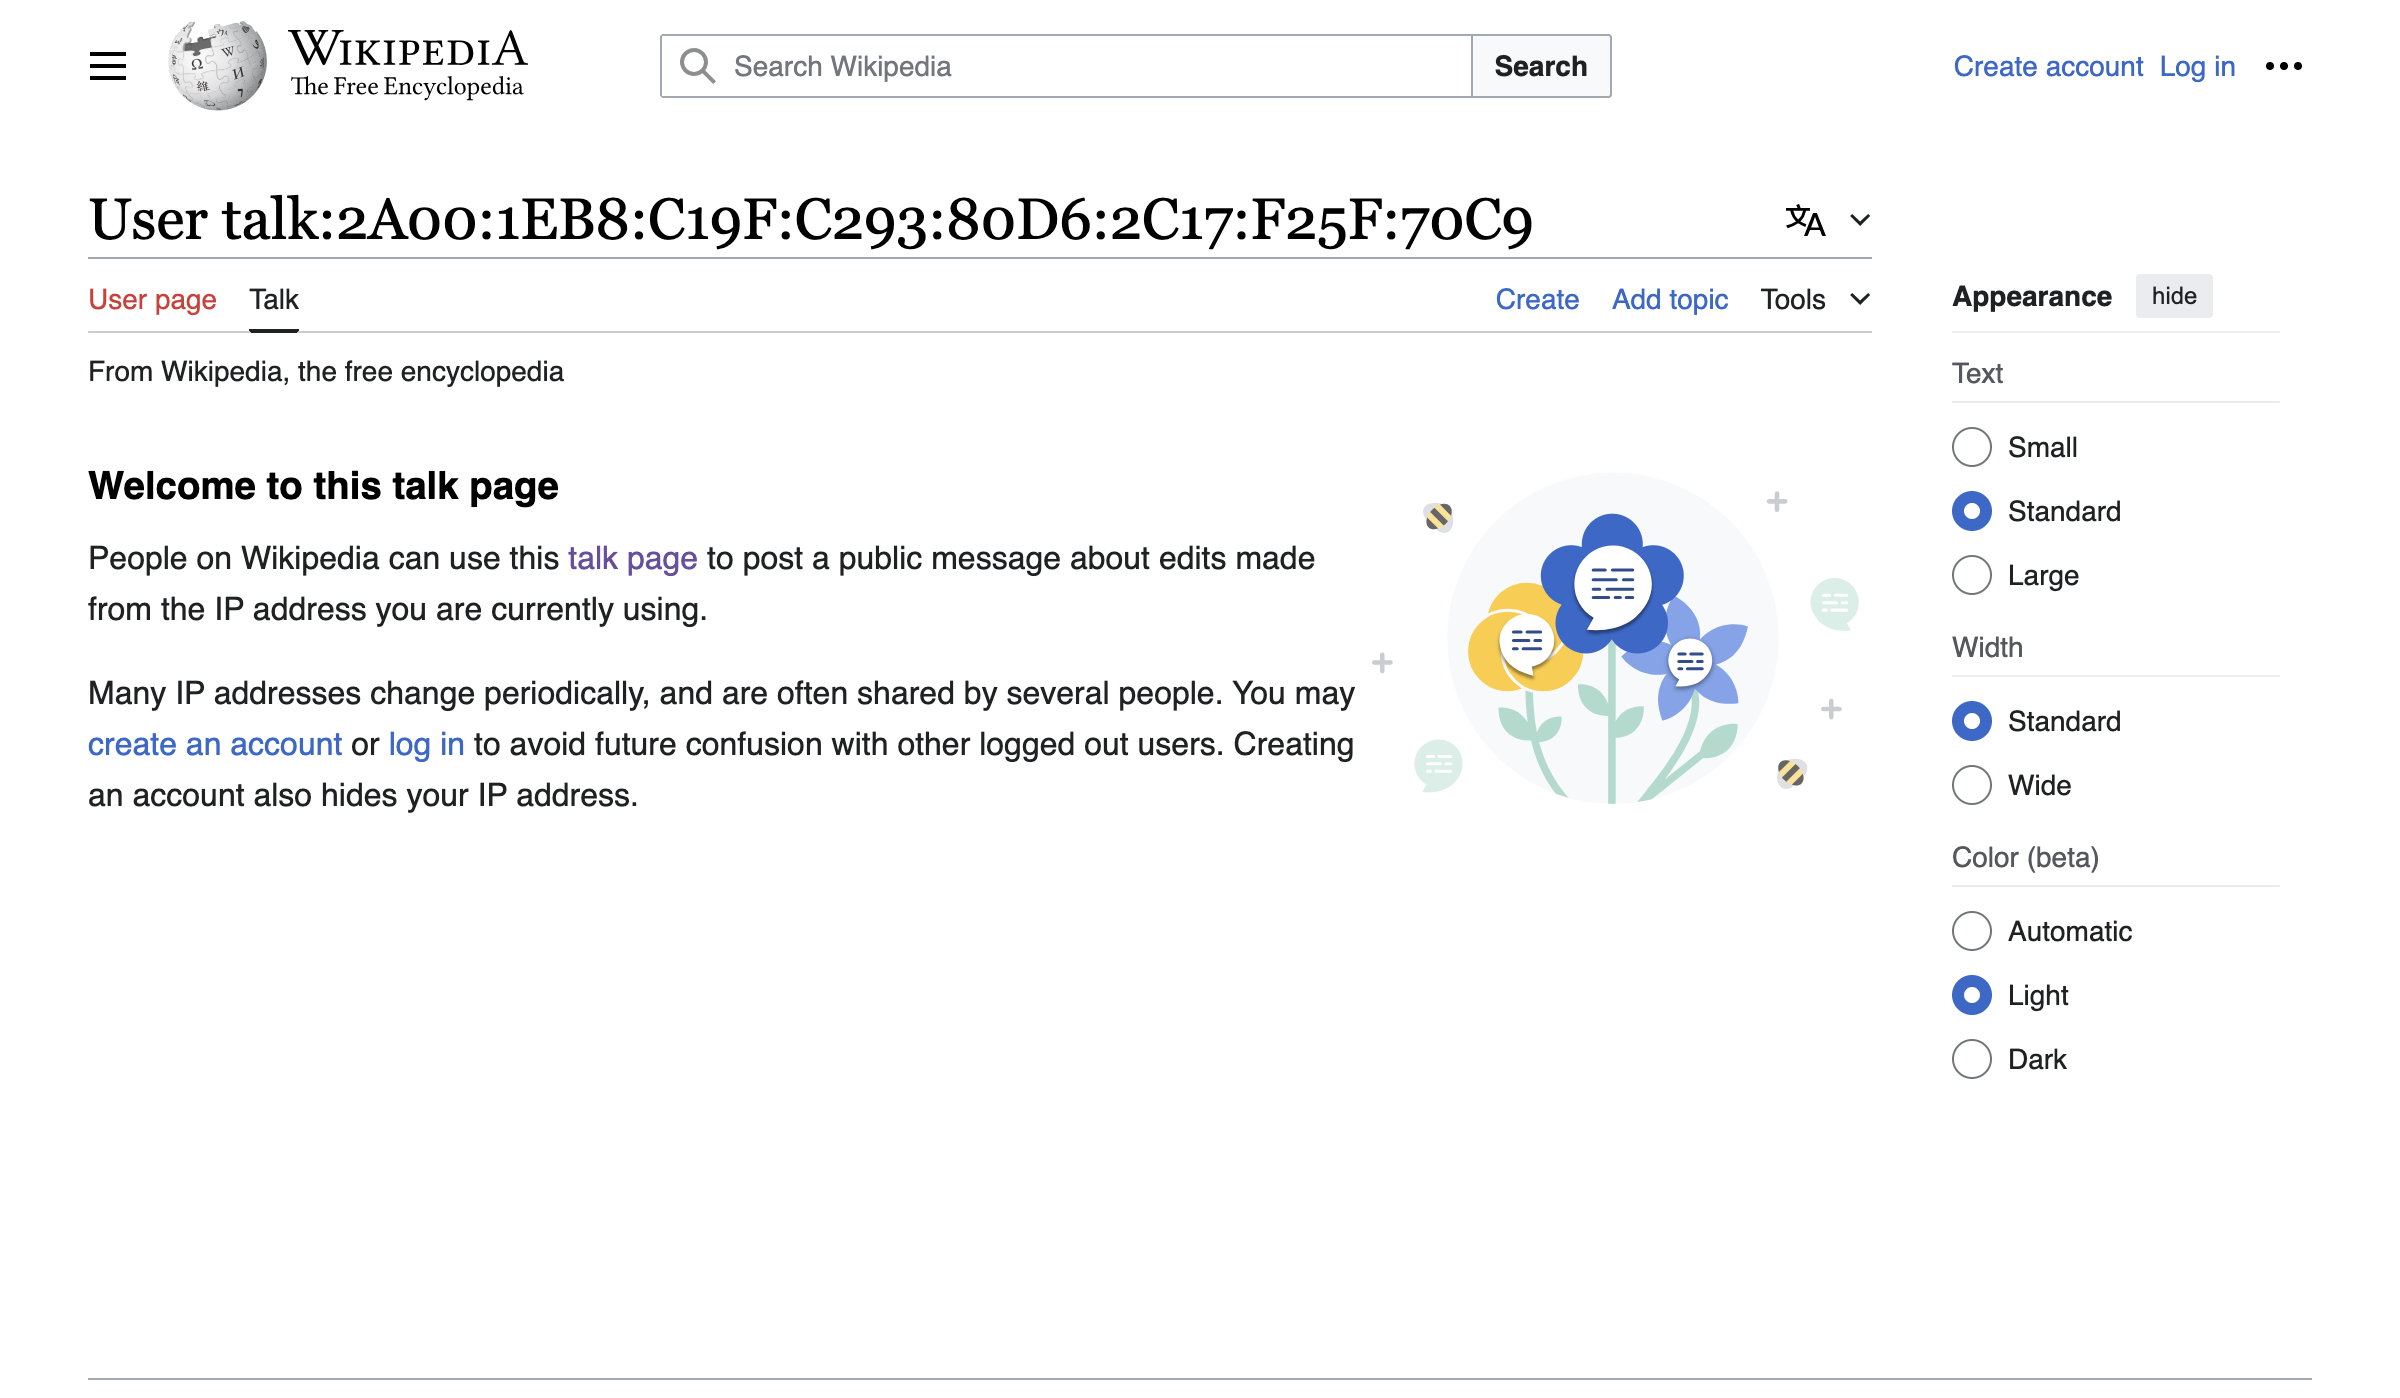 WIKIPEDIA
The Free Encyclopedia
Search Wikipedia
Search
Create account Log in
User talk:2A00:1EB8:C19F:C293:80D6:2C17:F25F:70C9
User page Talk
Create Add topic Tools
From Wikipedia, the free encyclopedia
Welcome to this talk page
People on Wikipedia can use this talk page to post a public message about edits made
from the IP address you are currently using.
Many IP addresses change periodically, and are often shared by several people. You may
create an account or log in to avoid future confusion with other logged out users. Creating
an account also hides your IP address.
Appearance hide
Text
Small
Standard
Large
Width
Standard
Wide
Color (beta)
Automatic
Light
Dark